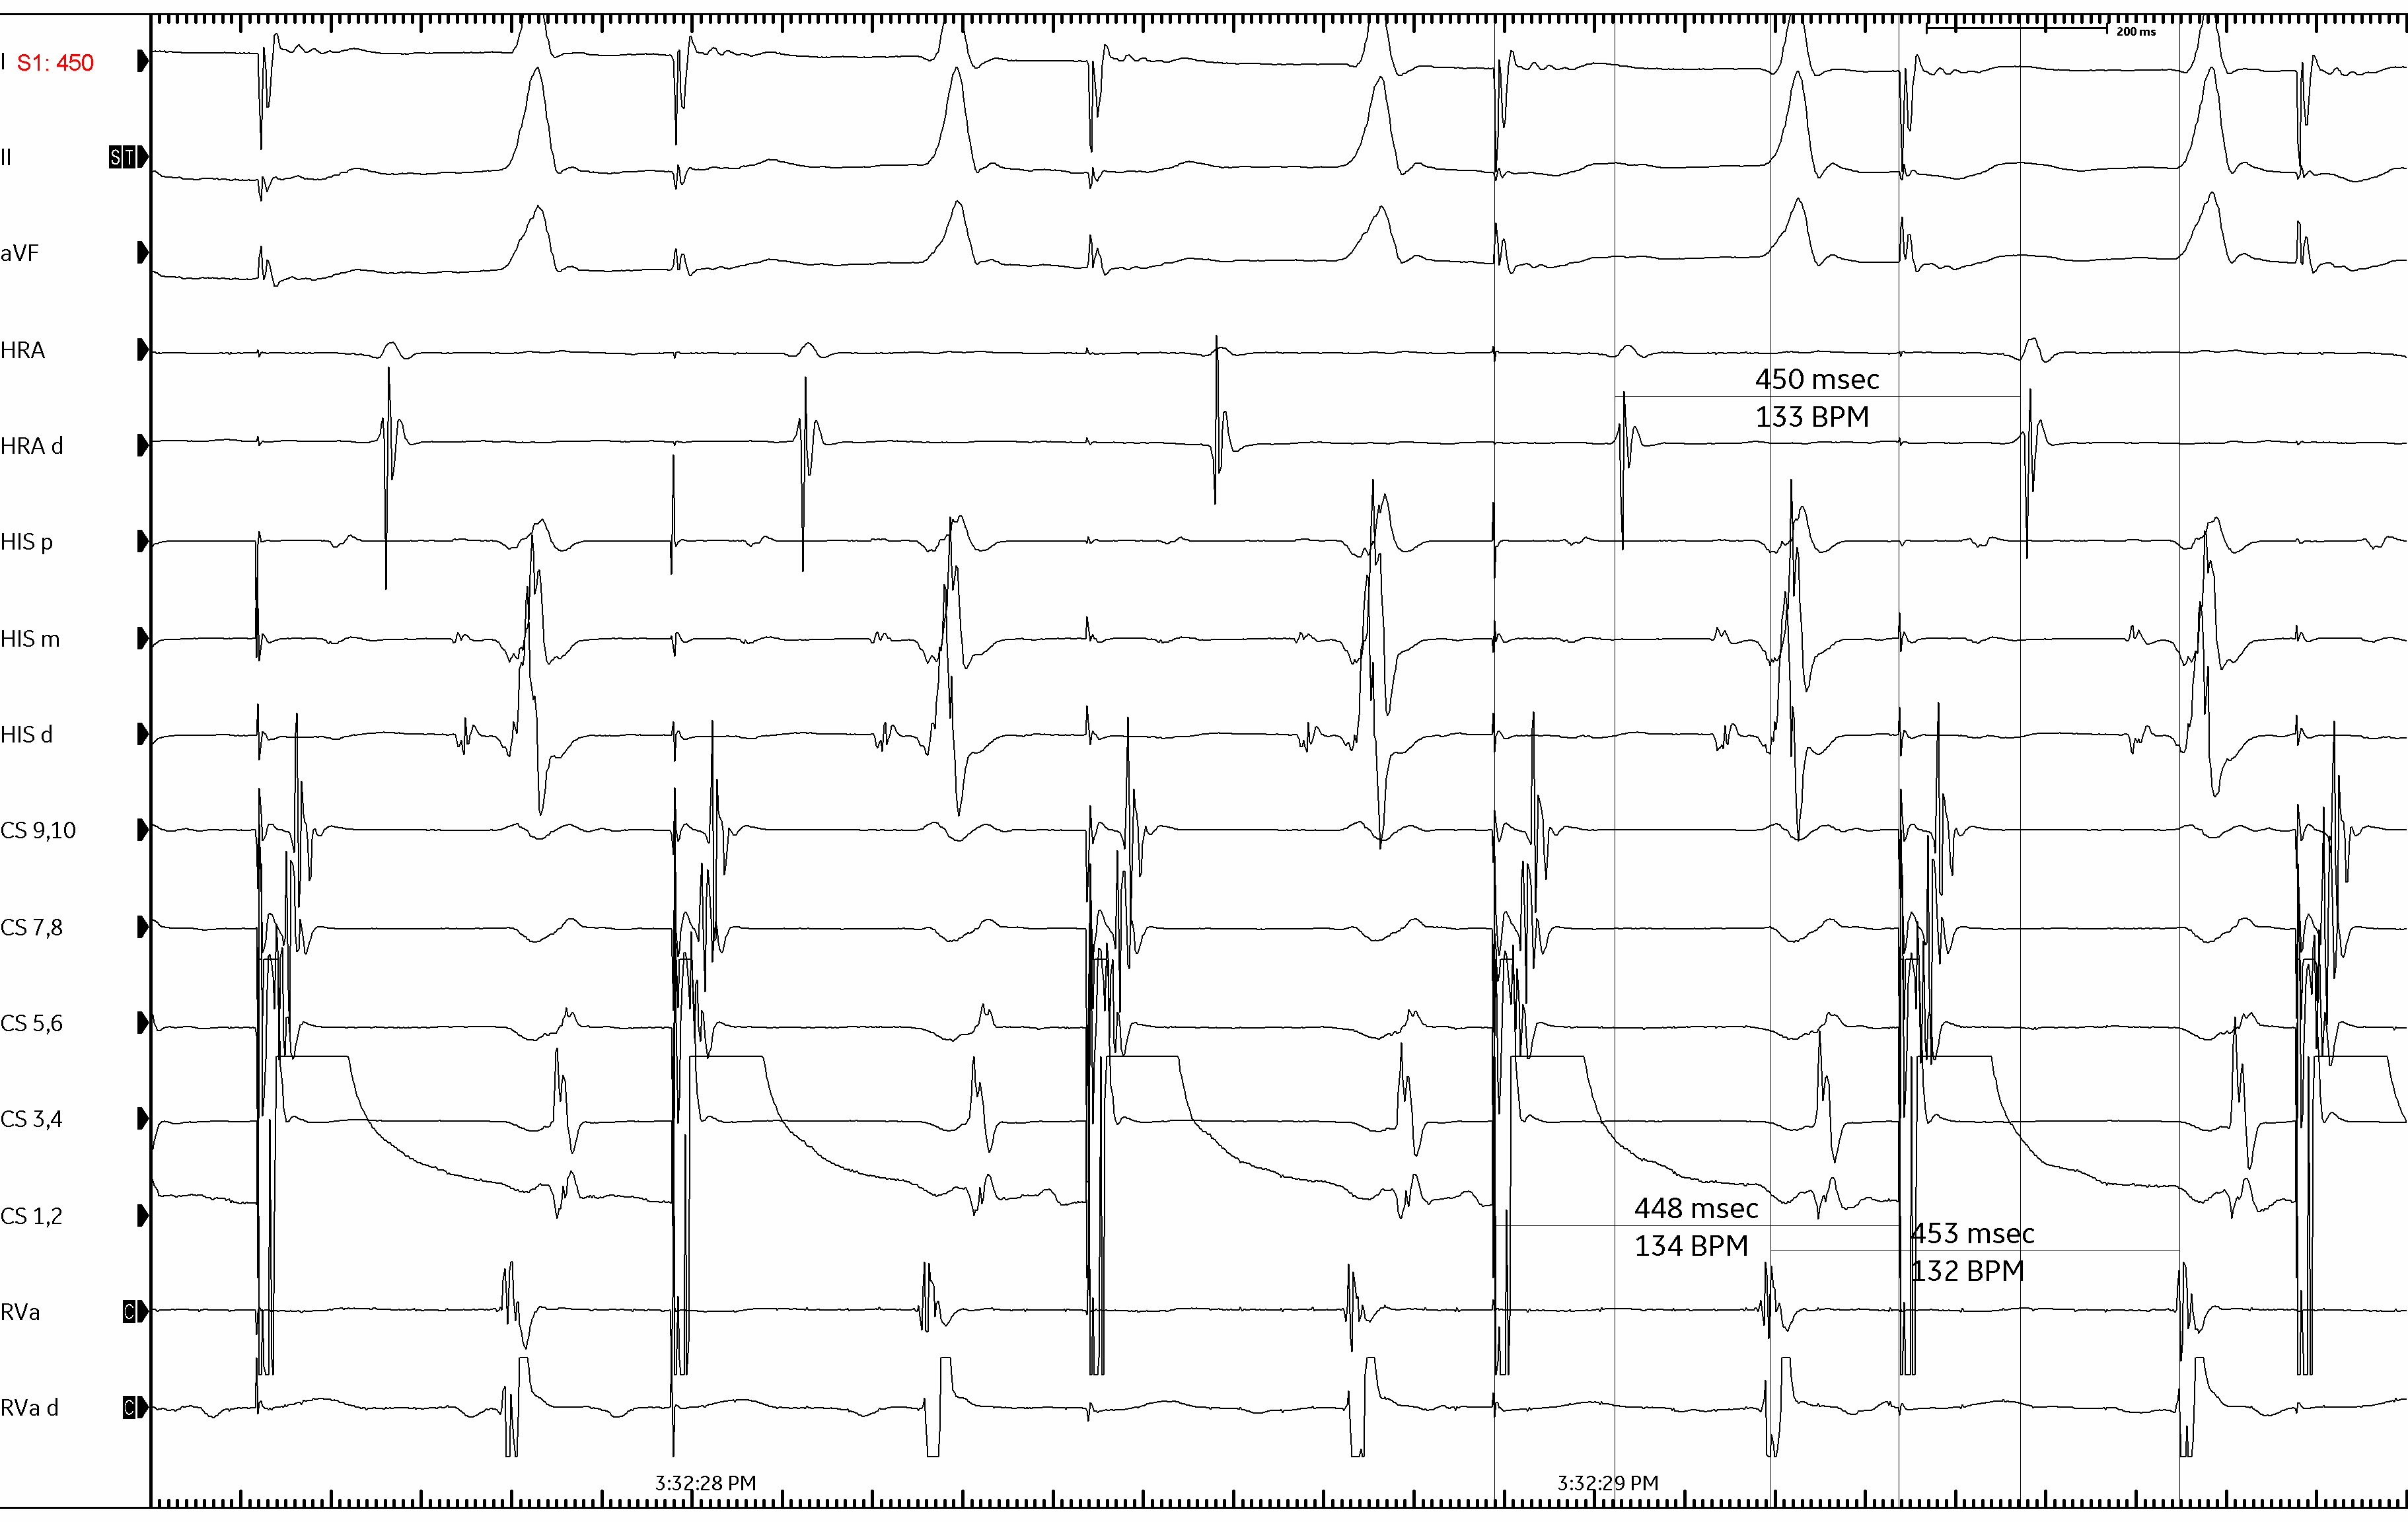 I S1: 450
200 ms
II ST
aVF
HRA
450 msec
133 BPM
HRA d
HIS p
HIS m
HIS d
CS 9,10
CS 7,8
CS 5,6
CS 3,4
CS 1,2
448 msec
134 BPM
453 msec
132 BPM
RVa C
RVa d C
3:32:28 PM 3:32:29 PM